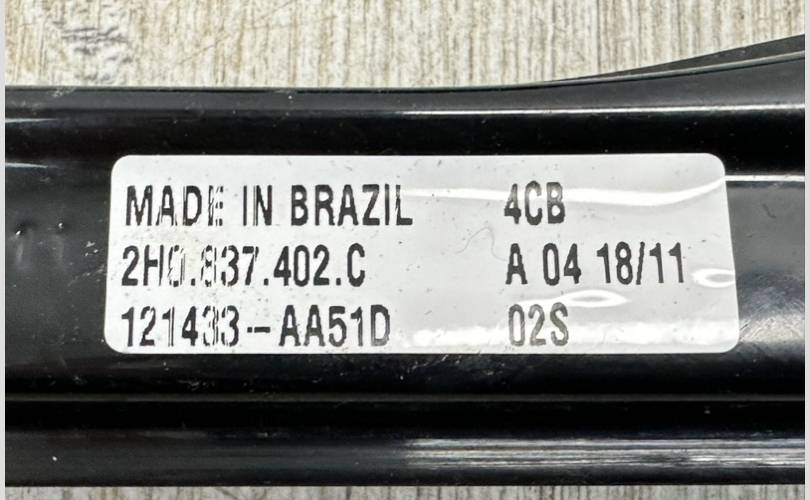 MADE IN BRAZIL 4CB
2H0.837.402.C A 04 18/11
121433-AA51D 02S